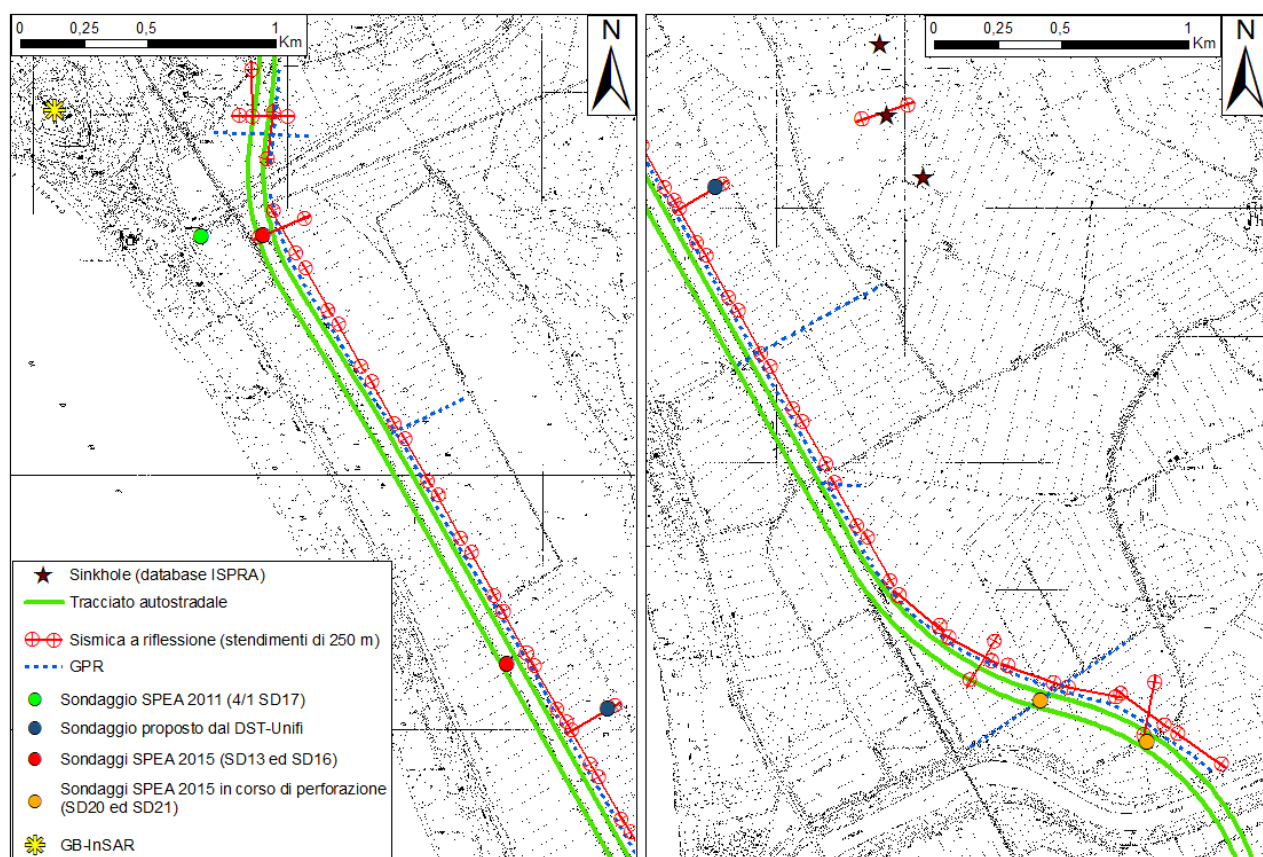 0 0,25 0,5 1
Km
N
0 0,25 0,5 1
Km
N
Sinkhole (database ISPRA)
Tracciato autostradale
Sismica a riflessione (stendimenti di 250 m)
GPR
Sondaggio SPEA 2011 (4/1 SD17)
Sondaggio proposto dal DST-Unifi
Sondaggi SPEA 2015 (SD13 ed SD16)
Sondaggi SPEA 2015 in corso di perforazione
(SD20 ed SD21)
GB-InSAR